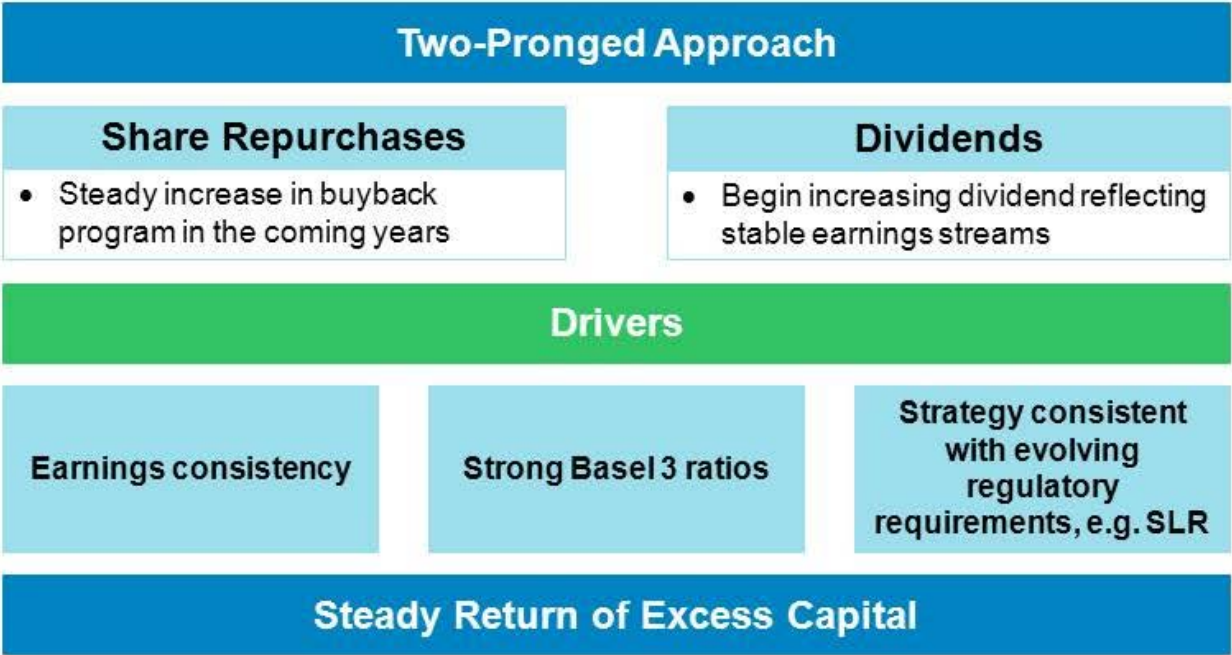 Two-Pronged Approach
Share Repurchases
• Steady increase in buyback
program in the coming years
Dividends
• Begin increasing dividend reflecting
stable earnings streams
Drivers
Earnings consistency
Strong Basel 3 ratios
Strategy consistent
with evolving
regulatory
requirements, e.g. SLR
Steady Return of Excess Capital